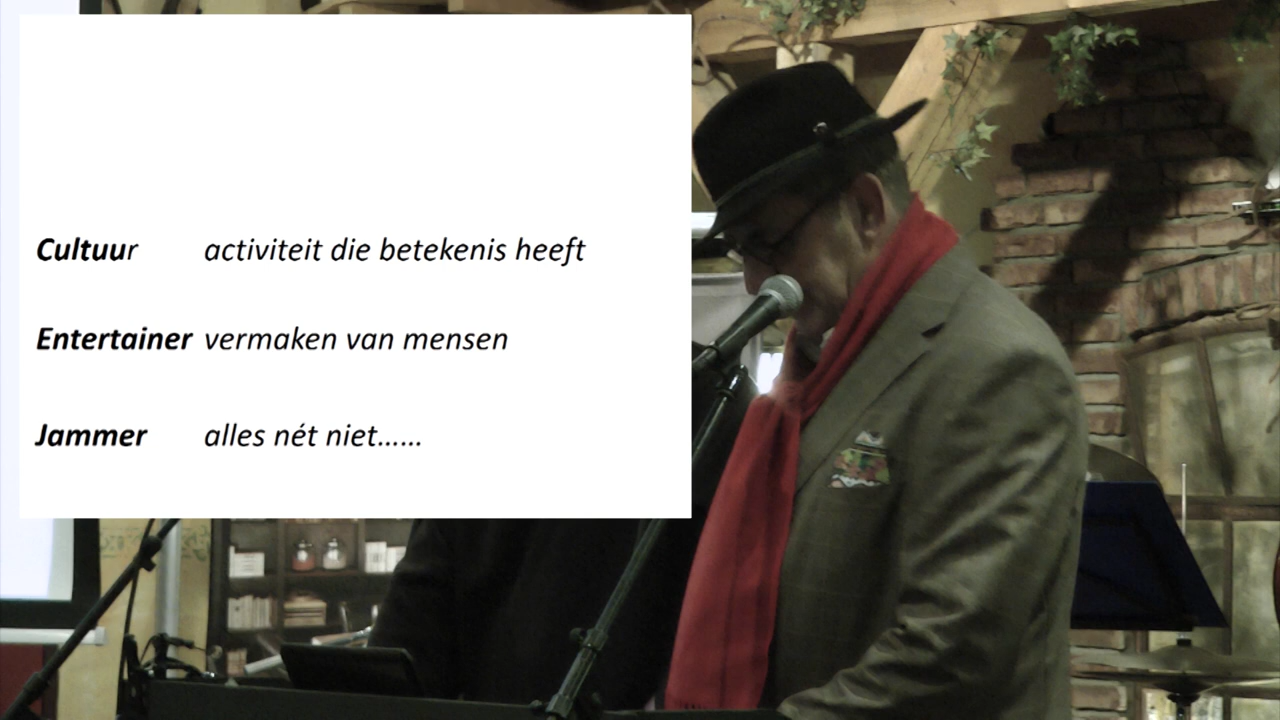 Cultuur activiteit die betekenis heeft
Entertainer vermaken van mensen
Jammer alles nét niet......